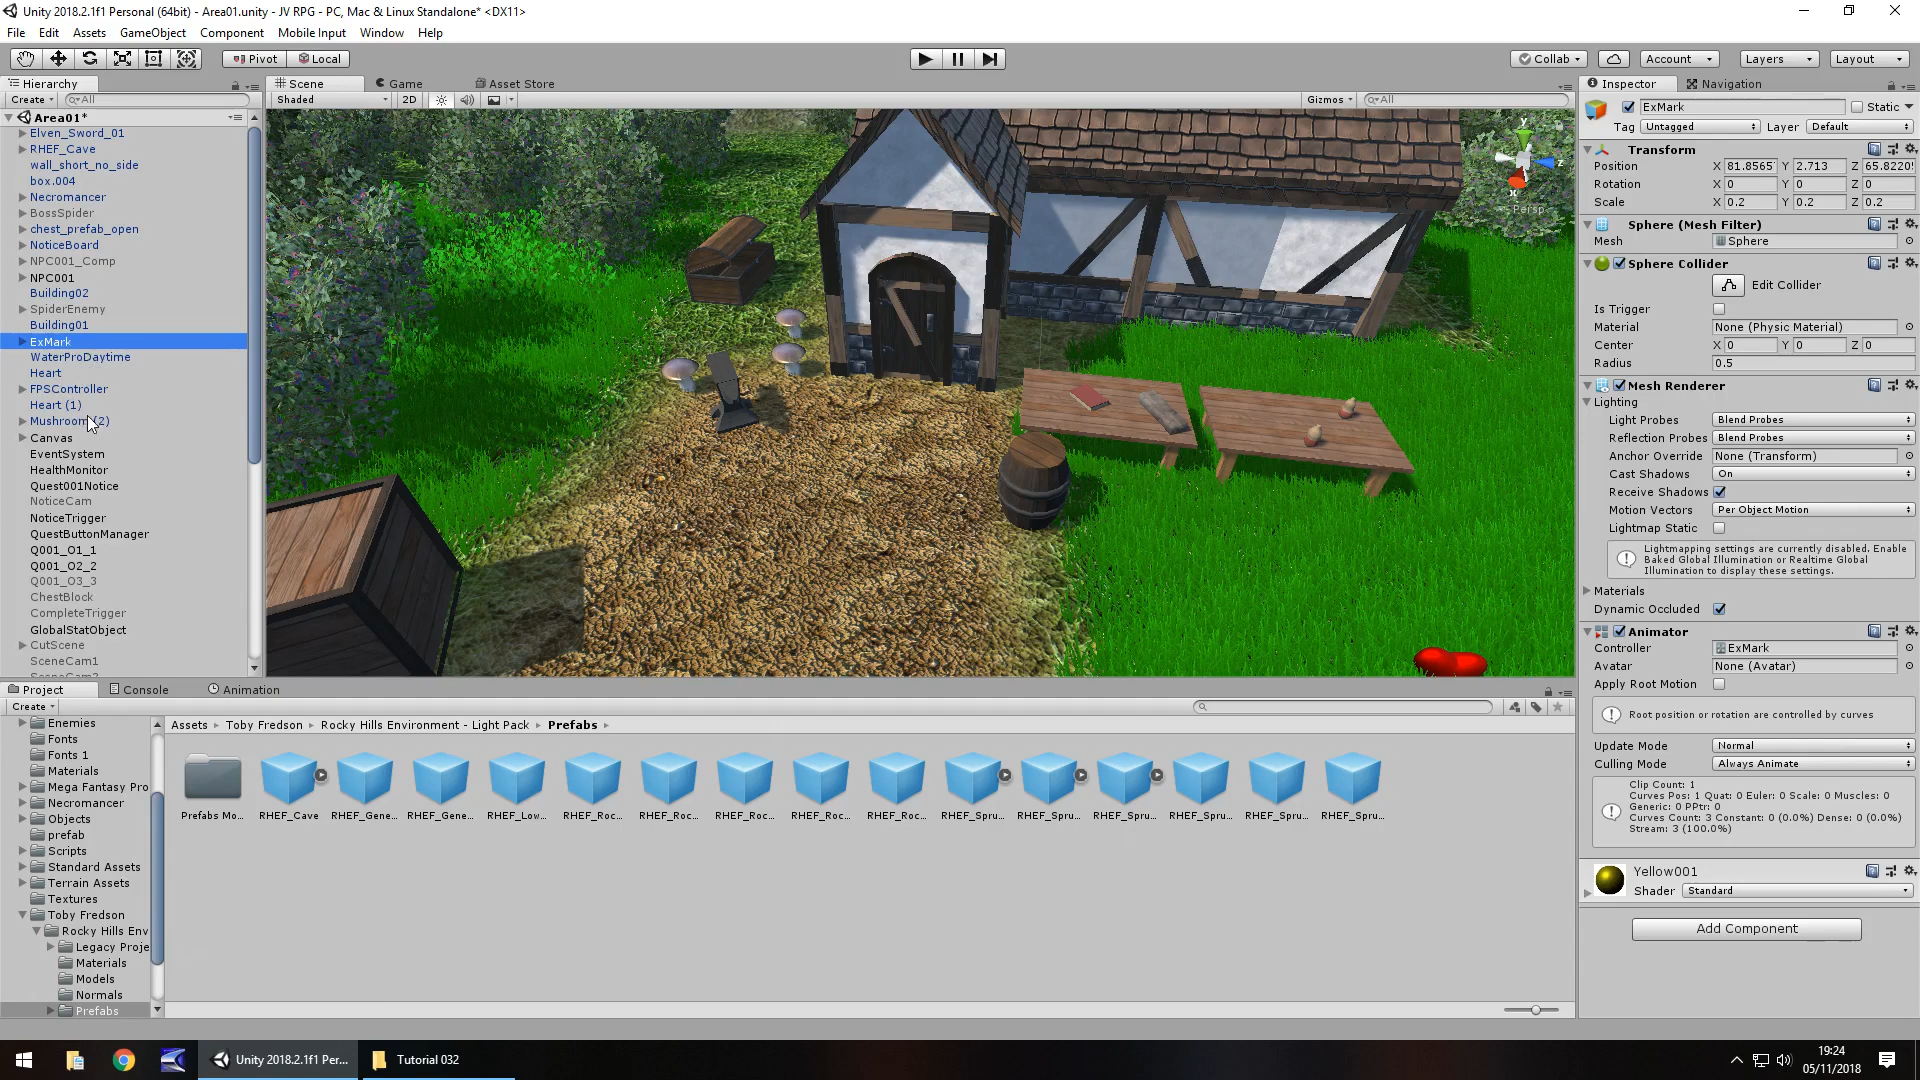 Unity 2018.2.1f1 Personal (64bit) - Area01.unity - JV RPG - PC, Mac & Linux Standalone* <DX11>
File Edit Assets GameObject Component Mobile Input Window Help
Pivot Local Collab Account Layers Layout
Hierarchy
Create All
Area01*
Elven_Sword_01
RHEF_Cave
wall_short_no_side
box.004
Necromancer
BossSpider
chest_prefab_open
NoticeBoard
NPC001_Comp
NPC001
Building02
SpiderEnemy
Building01
ExMark
WaterProDaytime
Heart
FPSController
Heart (1)
Canvas
EventSystem
HealthMonitor
Quest001Notice
NoticeCam
NoticeTrigger
QuestButtonManager
Q001_O1_1
Q001_O2_2
Q001_O3_3
ChestBlock
CompleteTrigger
GlobalStatObject
CutScene
SceneCam1
Scene Game Asset Store
Shaded 2D Gizmos All
y
z
x
Persp
Inspector Navigation
ExMark Static
Tag Untagged Layer Default
Transform
Position X 81.8565 Y 2.713 Z 65.8220
Rotation X 0 Y 0 Z 0
Scale X 0.2 Y 0.2 Z 0.2
Sphere (Mesh Filter)
Mesh Sphere
Sphere Collider
Edit Collider
Is Trigger
Material None (Physic Material)
Center X 0 Y 0 Z 0
Radius 0.5
Mesh Renderer
Lighting
Light Probes Blend Probes
Reflection Probes Blend Probes
Anchor Override None (Transform)
Cast Shadows On
Receive Shadows
Motion Vectors Per Object Motion
Lightmap Static
Lightmapping settings are currently disabled. Enable
Baked Global Illumination or Realtime Global
Illumination to display these settings.
Materials
Dynamic Occluded
Animator
Controller ExMark
Avatar None (Avatar)
Apply Root Motion
Root position or rotation are controlled by curves
Update Mode Normal
Culling Mode Always Animate
Clip Count: 1
Curves Pos: 1 Quat: 0 Euler: 0 Scale: 0 Muscles: 0
Generic: 0 PPtr: 0
Curves Count: 3 Constant: 0 (0.0%) Dense: 0 (0.0%)
Stream: 3 (100.0%)
Yellow001
Shader Standard
Add Component
Project Console Animation
Create
Enemies
Fonts
Fonts 1
Materials
Mega Fantasy Pro
Necromancer
Objects
prefab
Scripts
Standard Assets
Terrain Assets
Textures
Toby Fredson
Rocky Hills Env
Legacy Proje
Materials
Models
Normals
Prefabs
Assets Toby Fredson Rocky Hills Environment - Light Pack Prefabs
Prefabs Mo... RHEF_Cave RHEF_Gene... RHEF_Gene... RHEF_Low... RHEF_Roc... RHEF_Roc... RHEF_Roc... RHEF_Roc... RHEF_Roc... RHEF_Spru... RHEF_Spru... RHEF_Spru... RHEF_Spru... RHEF_Spru... RHEF_Spru...
Unity 2018.2.1f1 Per... Tutorial 032
19:24
05/11/2018